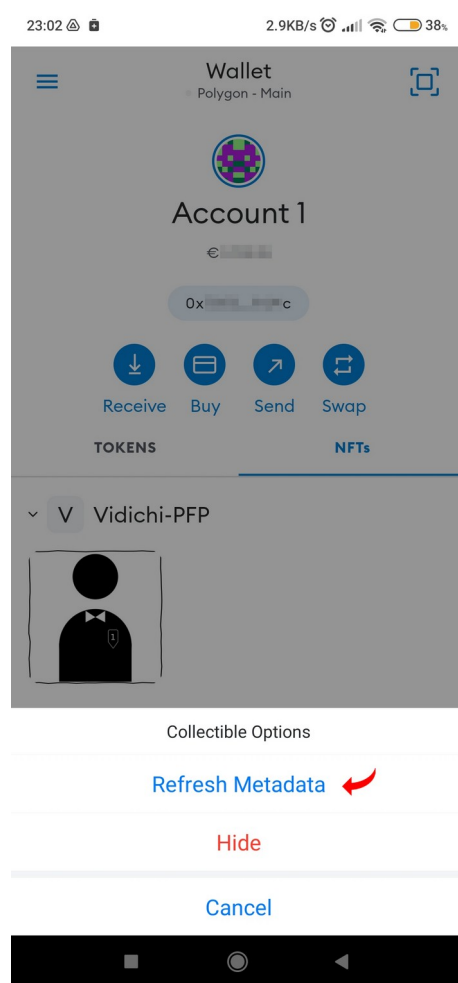 23:02 2.9KB/s 38%
Wallet
Polygon - Main
Account 1
€
0x c
Receive Buy Send Swap
TOKENS NFTs
V Vidichi-PFP
1
Collectible Options
Refresh Metadata
Hide
Cancel